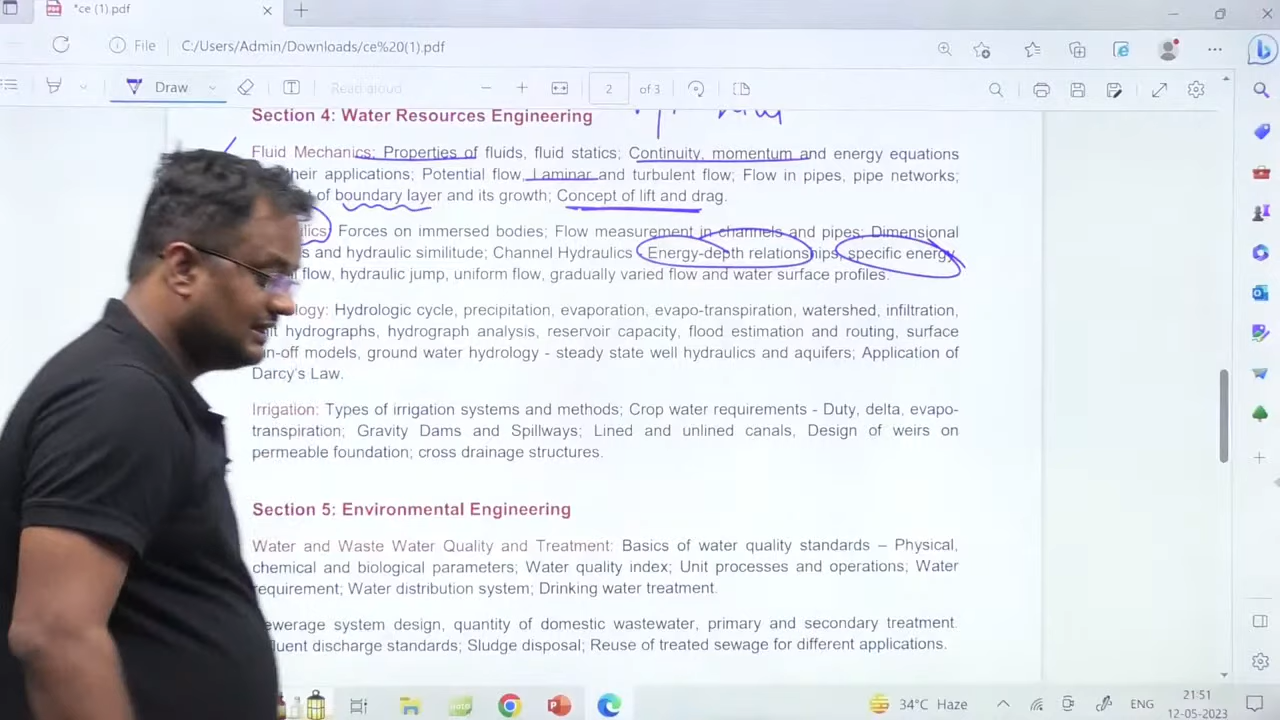 *ce (1).pdf
File C:/Users/Admin/Downloads/ce%20(1).pdf
Draw Read aloud 2 of 3
Section 4: Water Resources Engineering
Fluid Mechanics: Properties of fluids, fluid statics; Continuity, momentum and energy equations
their applications; Potential flow, Laminar and turbulent flow; Flow in pipes, pipe networks;
of boundary layer and its growth; Concept of lift and drag.
Forces on immersed bodies; Flow measurement in channels and pipes; Dimensional
and hydraulic similitude; Channel Hydraulics - Energy-depth relationships, specific energy,
flow, hydraulic jump, uniform flow, gradually varied flow and water surface profiles.
Hydrologic cycle, precipitation, evaporation, evapo-transpiration, watershed, infiltration,
hydrographs, hydrograph analysis, reservoir capacity, flood estimation and routing, surface
models, ground water hydrology - steady state well hydraulics and aquifers; Application of
Darcy's Law.
Irrigation: Types of irrigation systems and methods; Crop water requirements - Duty, delta, evapo-
transpiration; Gravity Dams and Spillways; Lined and unlined canals, Design of weirs on
permeable foundation; cross drainage structures.
Section 5: Environmental Engineering
Water and Waste Water Quality and Treatment: Basics of water quality standards – Physical,
chemical and biological parameters; Water quality index; Unit processes and operations; Water
requirement; Water distribution system; Drinking water treatment.
system design, quantity of domestic wastewater, primary and secondary treatment.
discharge standards; Sludge disposal; Reuse of treated sewage for different applications.
34°C Haze ENG 21:51
12-05-2023